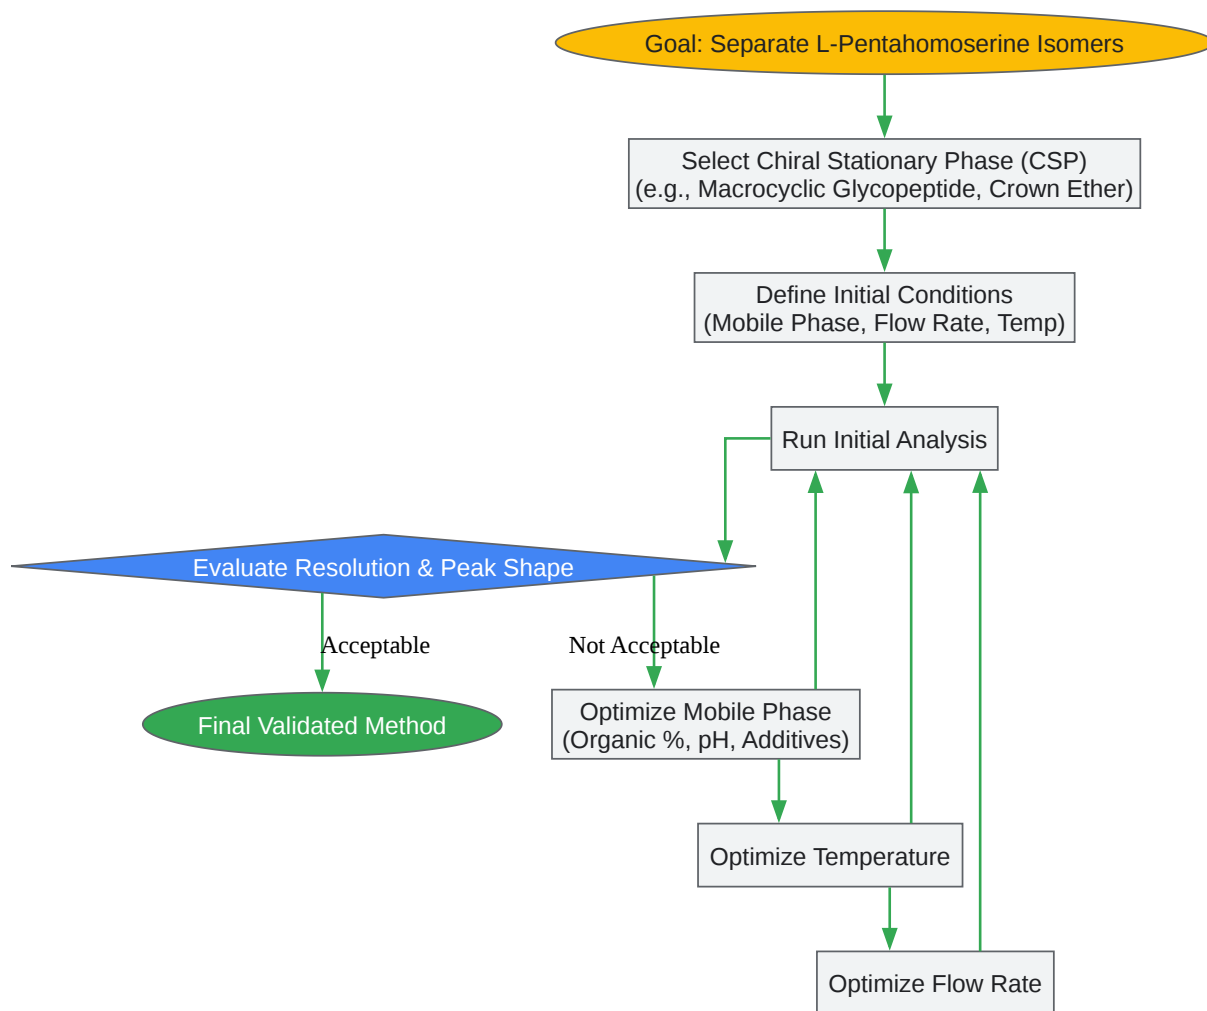 Goal: Separate L-Pentahomoserine Isomers
Select Chiral Stationary Phase (CSP)
(e.g., Macrocyclic Glycopeptide, Crown Ether)
Define Initial Conditions
(Mobile Phase, Flow Rate, Temp)
Run Initial Analysis
Evaluate Resolution & Peak Shape
Acceptable
Not Acceptable
Final Validated Method
Optimize Mobile Phase
(Organic %, pH, Additives)
Optimize Temperature
Optimize Flow Rate